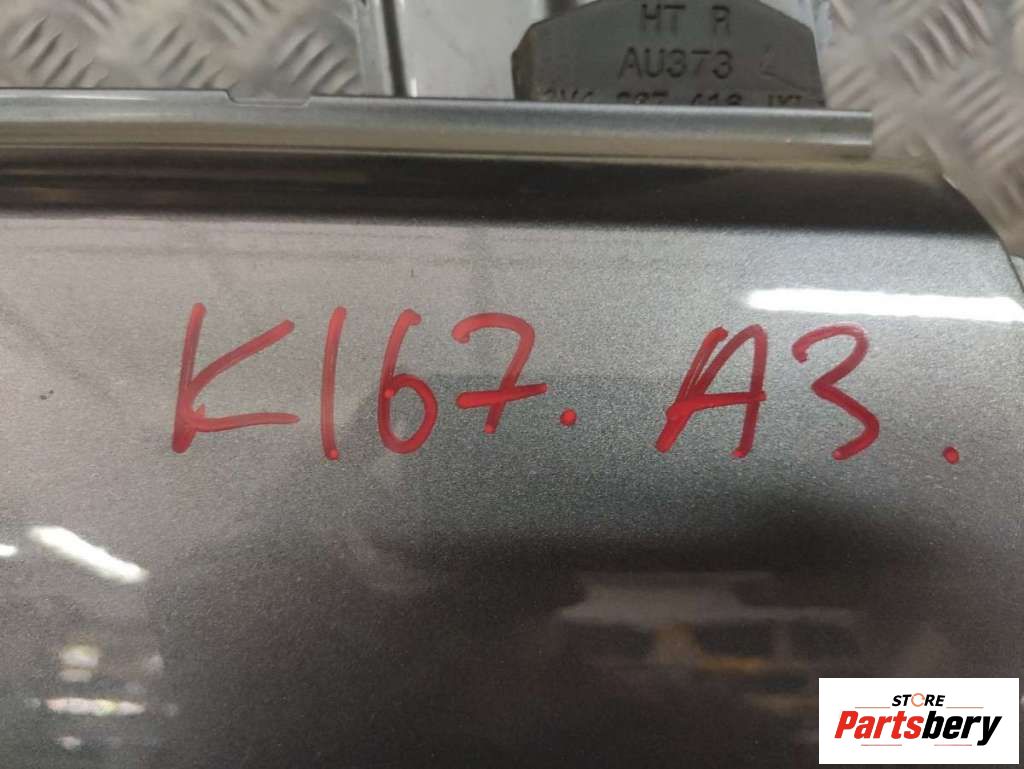 HT R
AU373
K167. A3.
STORE
Partsbery